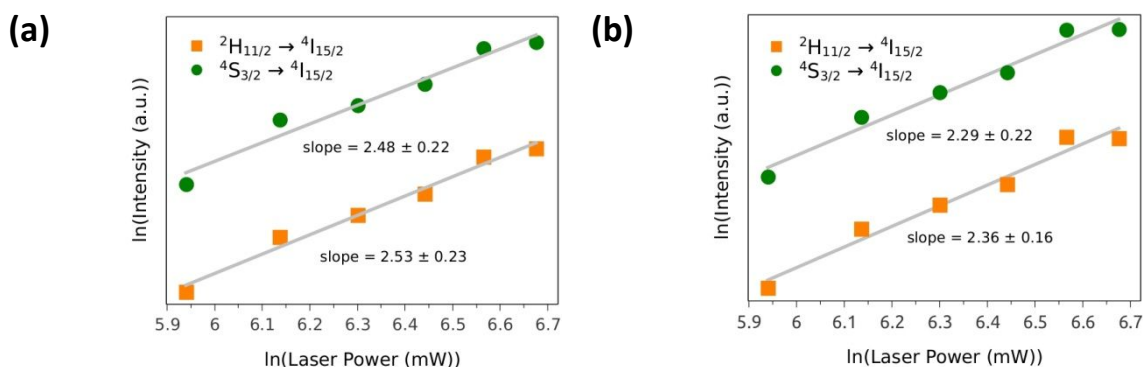 (a)
²H₁₁/₂ → ⁴I₁₅/₂
⁴S₃/₂ → ⁴I₁₅/₂
slope = 2.48 ± 0.22
slope = 2.53 ± 0.23
ln(Intensity (a.u.))
5.9 6 6.1 6.2 6.3 6.4 6.5 6.6 6.7
ln(Laser Power (mW))
(b)
²H₁₁/₂ → ⁴I₁₅/₂
⁴S₃/₂ → ⁴I₁₅/₂
slope = 2.29 ± 0.22
slope = 2.36 ± 0.16
ln(Intensity (a.u.))
5.9 6 6.1 6.2 6.3 6.4 6.5 6.6 6.7
ln(Laser Power (mW))